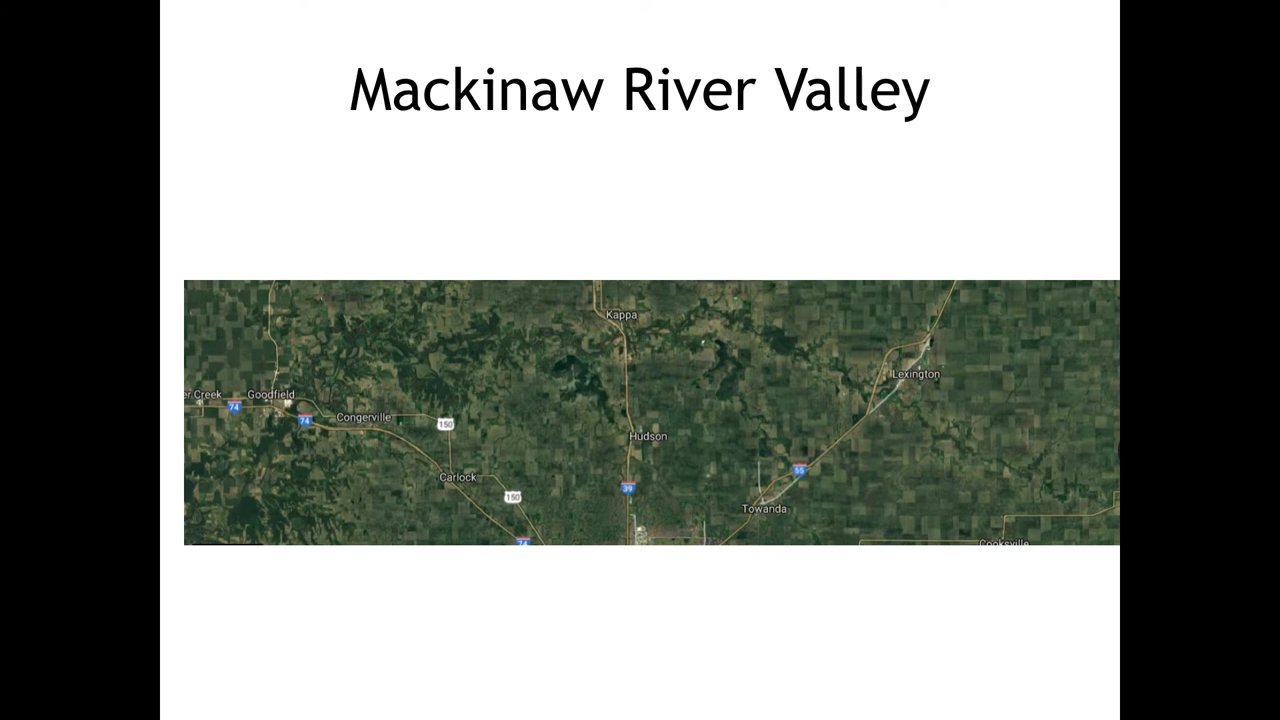 Mackinaw River Valley
Kappa
Lexington
er Creek
Goodfield
74
74
Congerville
150
Hudson
55
Carlock
39
150
Towanda
74
Cooksville